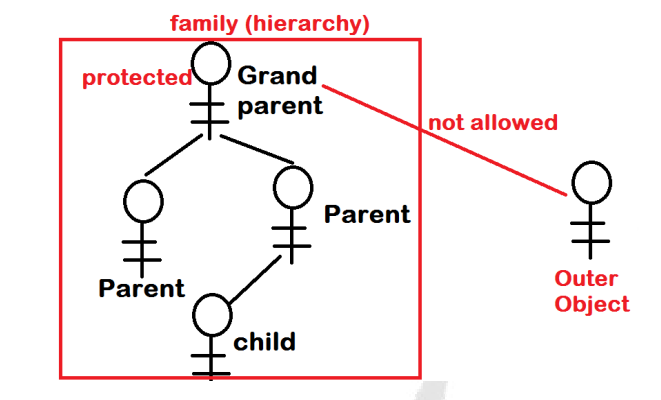 family (hierarchy)
protected
Grand
parent
not allowed
Parent
Parent
Outer
Object
child